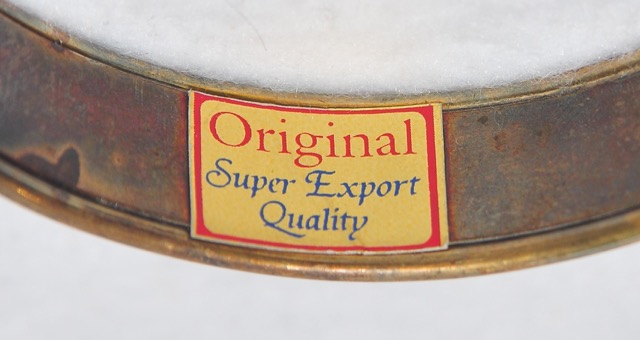 Original
Super Export
Quality